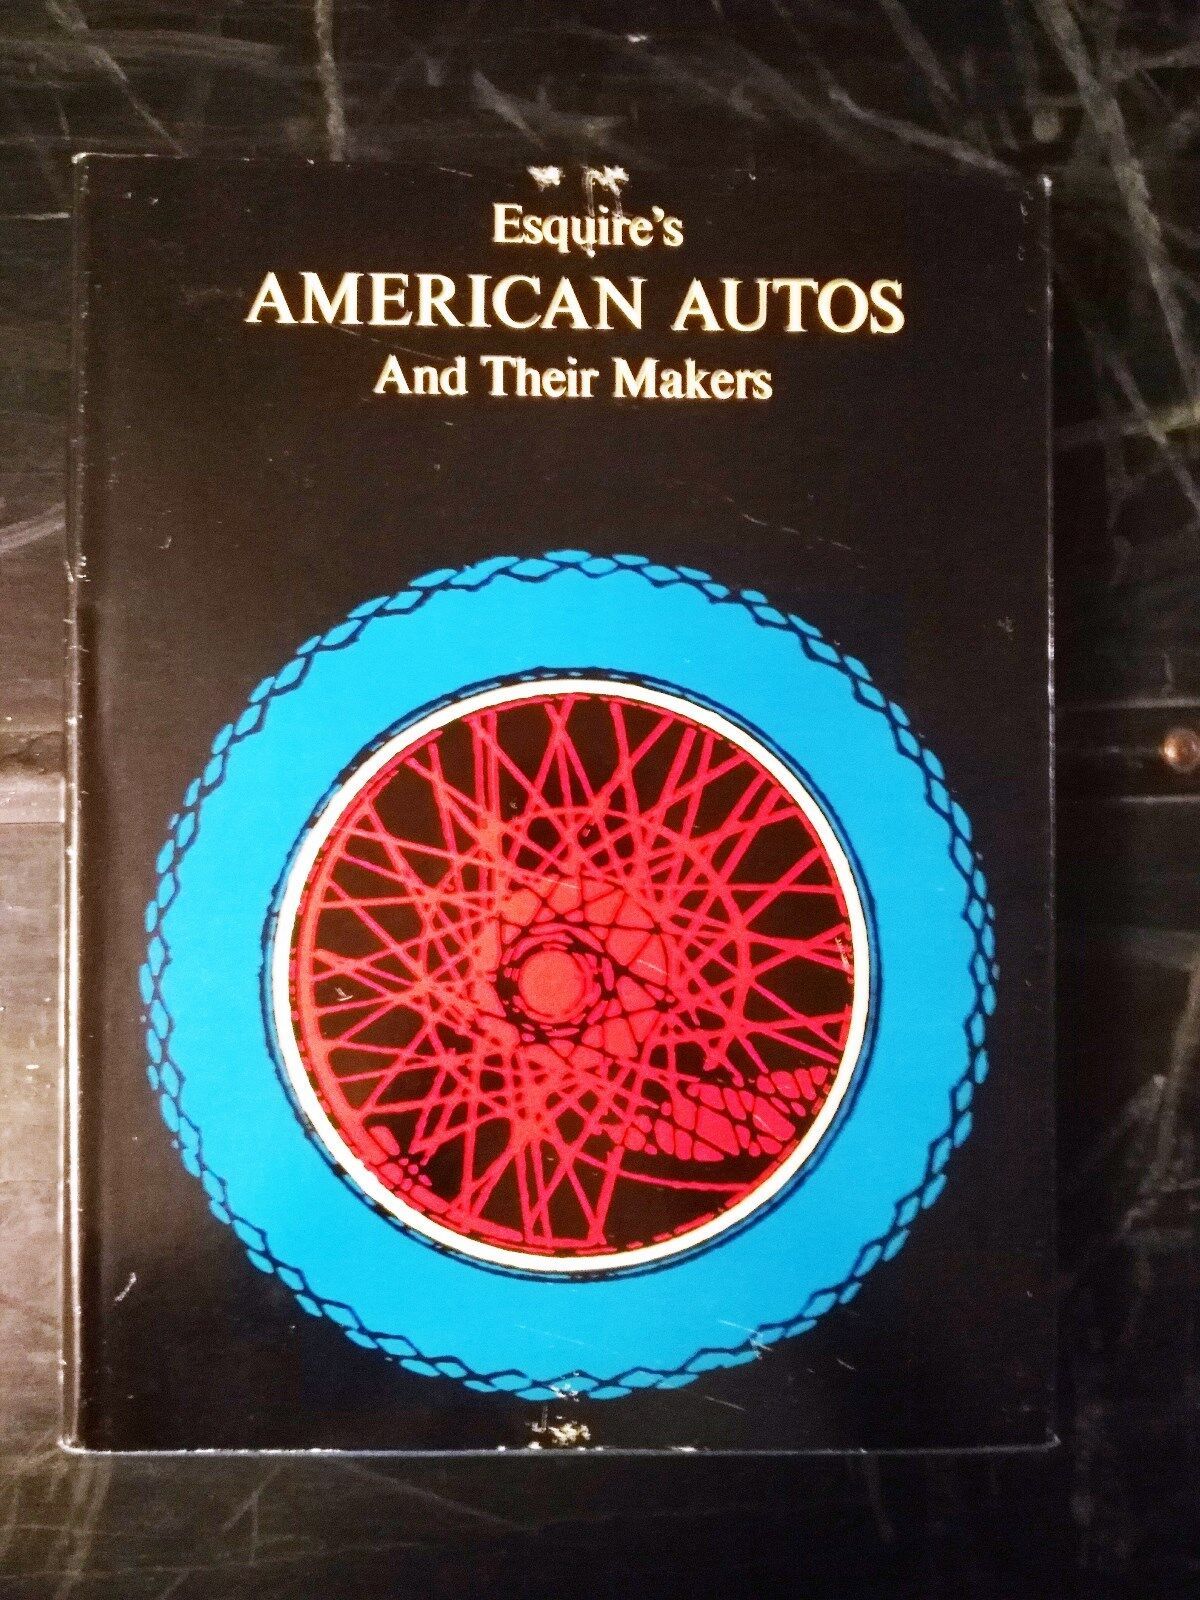 Esquire's
AMERICAN AUTOS
And Their Makers